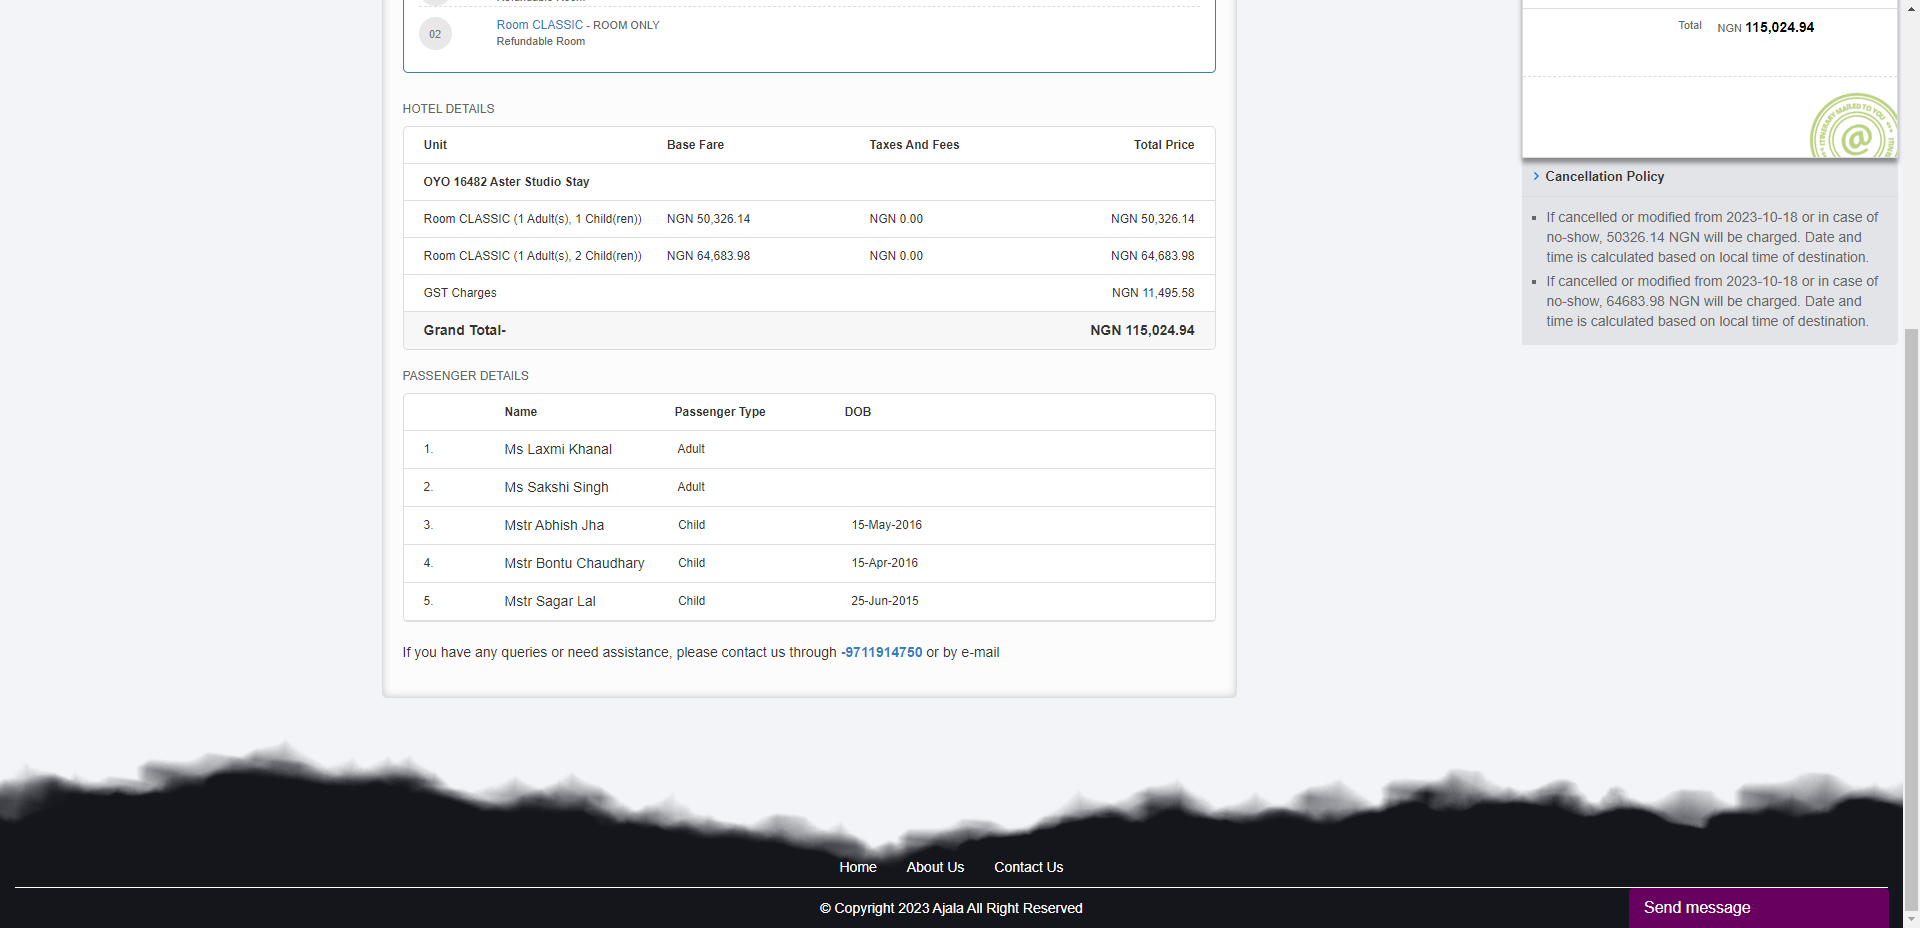 Refundable Room
02
Room CLASSIC - ROOM ONLY
Refundable Room
HOTEL DETAILS
Unit Base Fare Taxes And Fees Total Price
OYO 16482 Aster Studio Stay
Room CLASSIC (1 Adult(s), 1 Child(ren)) NGN 50,326.14 NGN 0.00 NGN 50,326.14
Room CLASSIC (1 Adult(s), 2 Child(ren)) NGN 64,683.98 NGN 0.00 NGN 64,683.98
GST Charges NGN 11,495.58
Grand Total- NGN 115,024.94
PASSENGER DETAILS
Name Passenger Type DOB
1. Ms Laxmi Khanal Adult
2. Ms Sakshi Singh Adult
3. Mstr Abhish Jha Child 15-May-2016
4. Mstr Bontu Chaudhary Child 15-Apr-2016
5. Mstr Sagar Lal Child 25-Jun-2015
If you have any queries or need assistance, please contact us through -9711914750 or by e-mail
Total NGN 115,024.94
ITINERARY MAILED TO YOU
@
Cancellation Policy
If cancelled or modified from 2023-10-18 or in case of
no-show, 50326.14 NGN will be charged. Date and
time is calculated based on local time of destination.
If cancelled or modified from 2023-10-18 or in case of
no-show, 64683.98 NGN will be charged. Date and
time is calculated based on local time of destination.
Home About Us Contact Us
© Copyright 2023 Ajala All Right Reserved
Send message